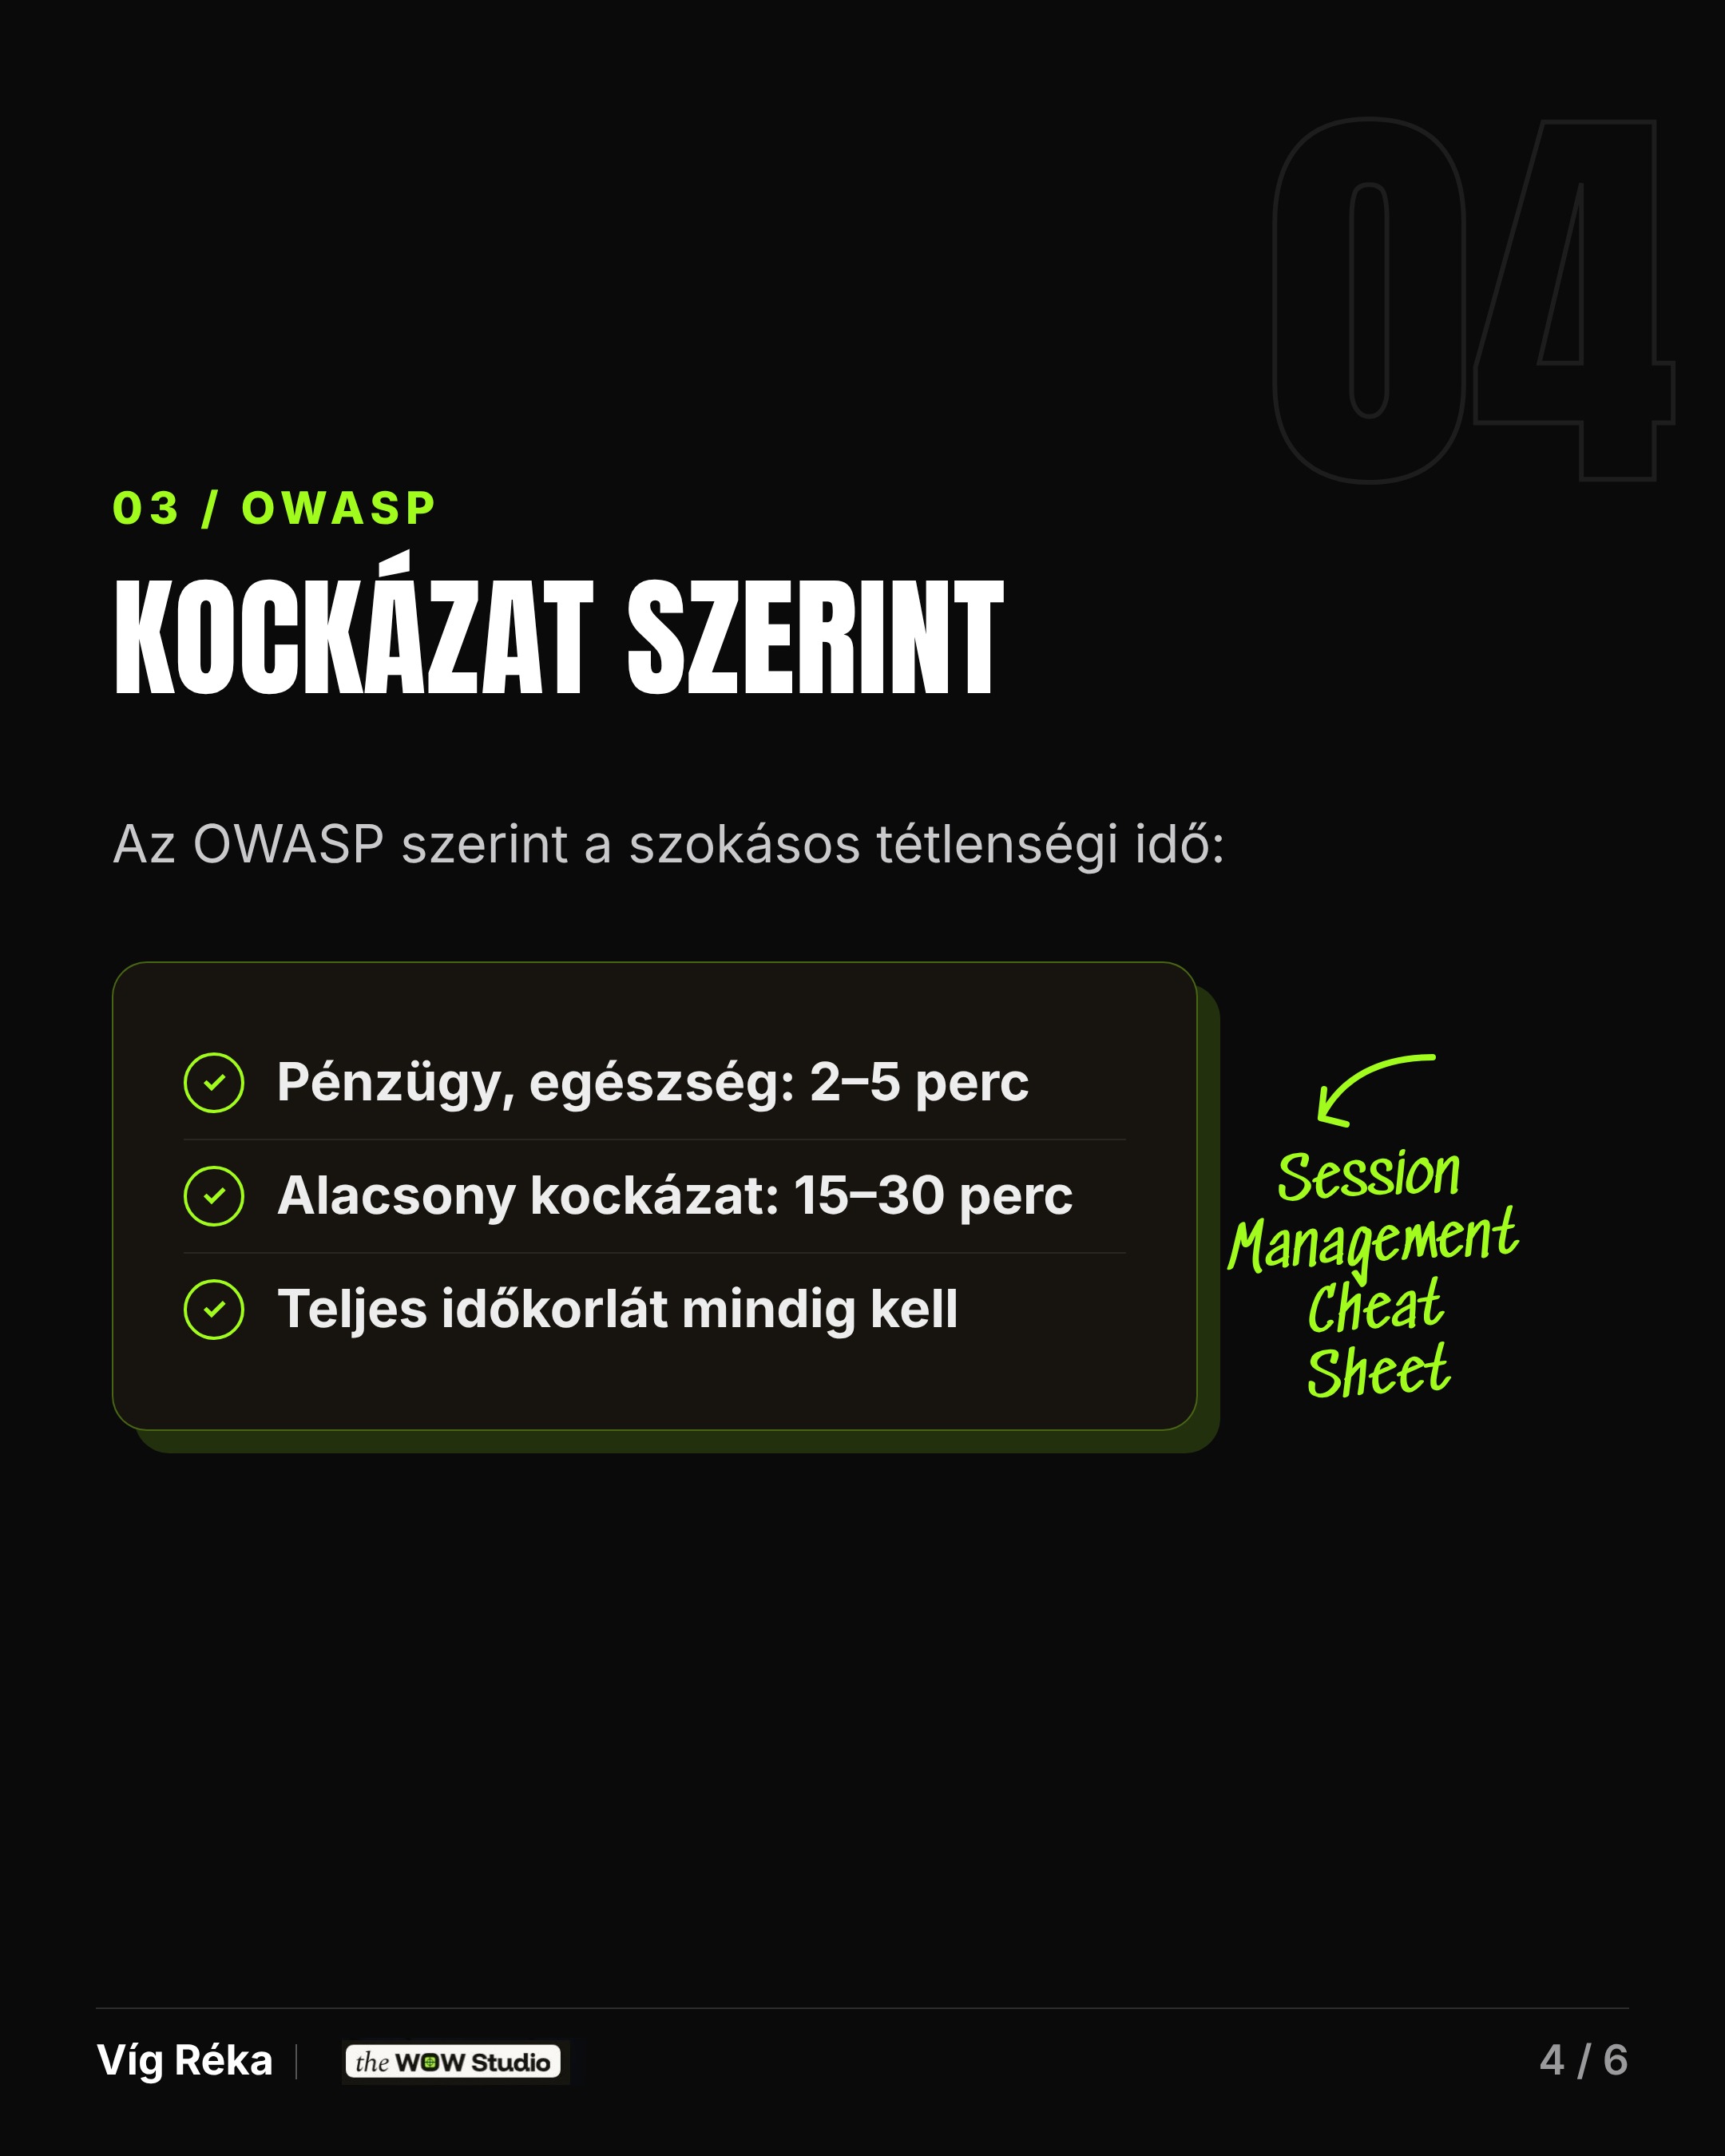 04
03 / OWASP
KOCKÁZAT SZERINT
Az OWASP szerint a szokásos tétlenségi idő:
Pénzügy, egészség: 2–5 perc
Alacsony kockázat: 15–30 perc
Teljes időkorlát mindig kell
Session
Management
Cheat
Sheet
Víg Réka
the WOW Studio
4 / 6